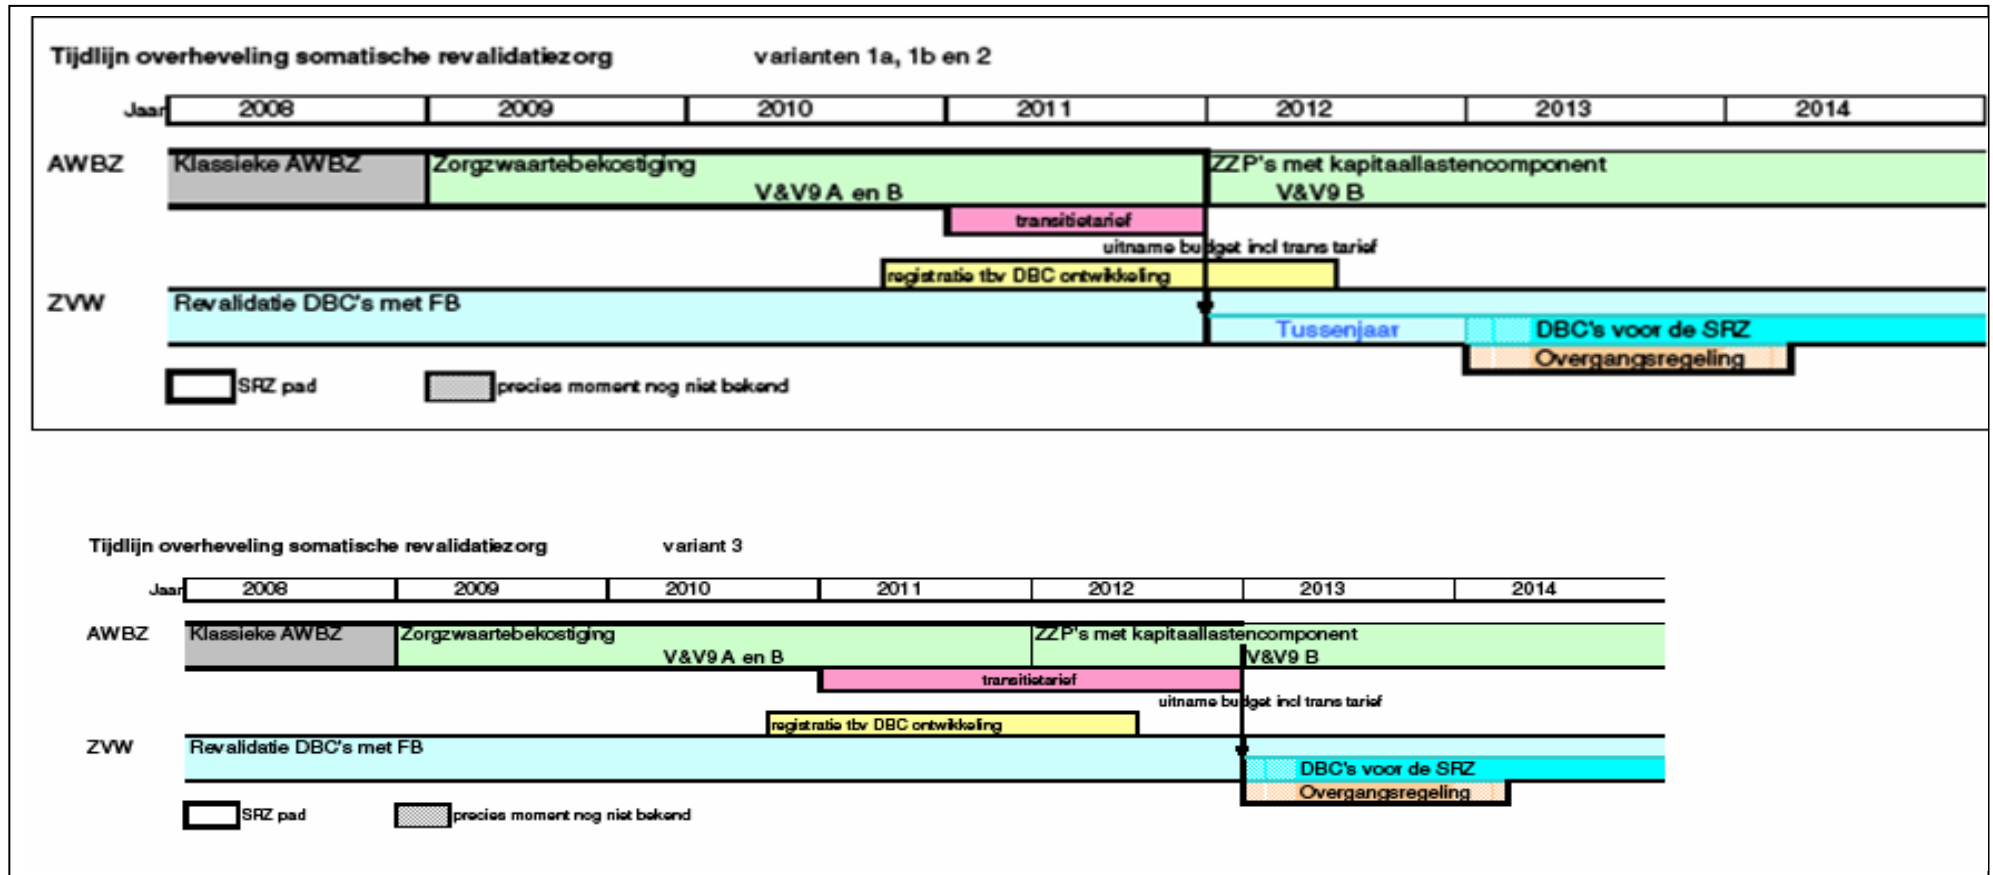 Tijdlijn overheveling somatische revalidatiezorg varianten 1a, 1b en 2
Jaar 2008 2009 2010 2011 2012 2013 2014
AWBZ Klassieke AWBZ Zorgzwaartebekostiging ZZP's met kapitaallastencomponent
V&V9 A en B V&V9 B
transitietarief
uitname budget incl trans tarief
registratie tbv DBC ontwikkeling
ZVW Revalidatie DBC's met FB
Tussenjaar DBC's voor de SRZ
Overgangsregeling
SRZ pad precies moment nog niet bekend
Tijdlijn overheveling somatische revalidatiezorg variant 3
Jaar 2008 2009 2010 2011 2012 2013 2014
AWBZ Klassieke AWBZ Zorgzwaartebekostiging ZZP's met kapitaallastencomponent
V&V9 A en B V&V9 B
transitietarief
uitname budget incl trans tarief
registratie tbv DBC ontwikkeling
ZVW Revalidatie DBC's met FB
DBC's voor de SRZ
Overgangsregeling
SRZ pad precies moment nog niet bekend